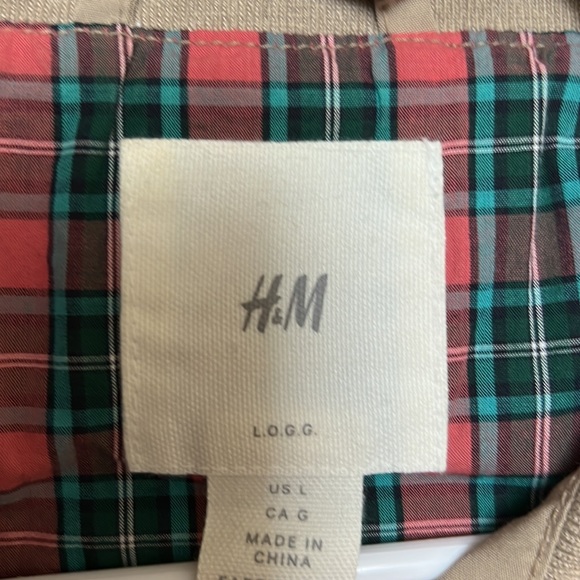 H&M
L.O.G.G.
US L
CA G
MADE IN
CHINA